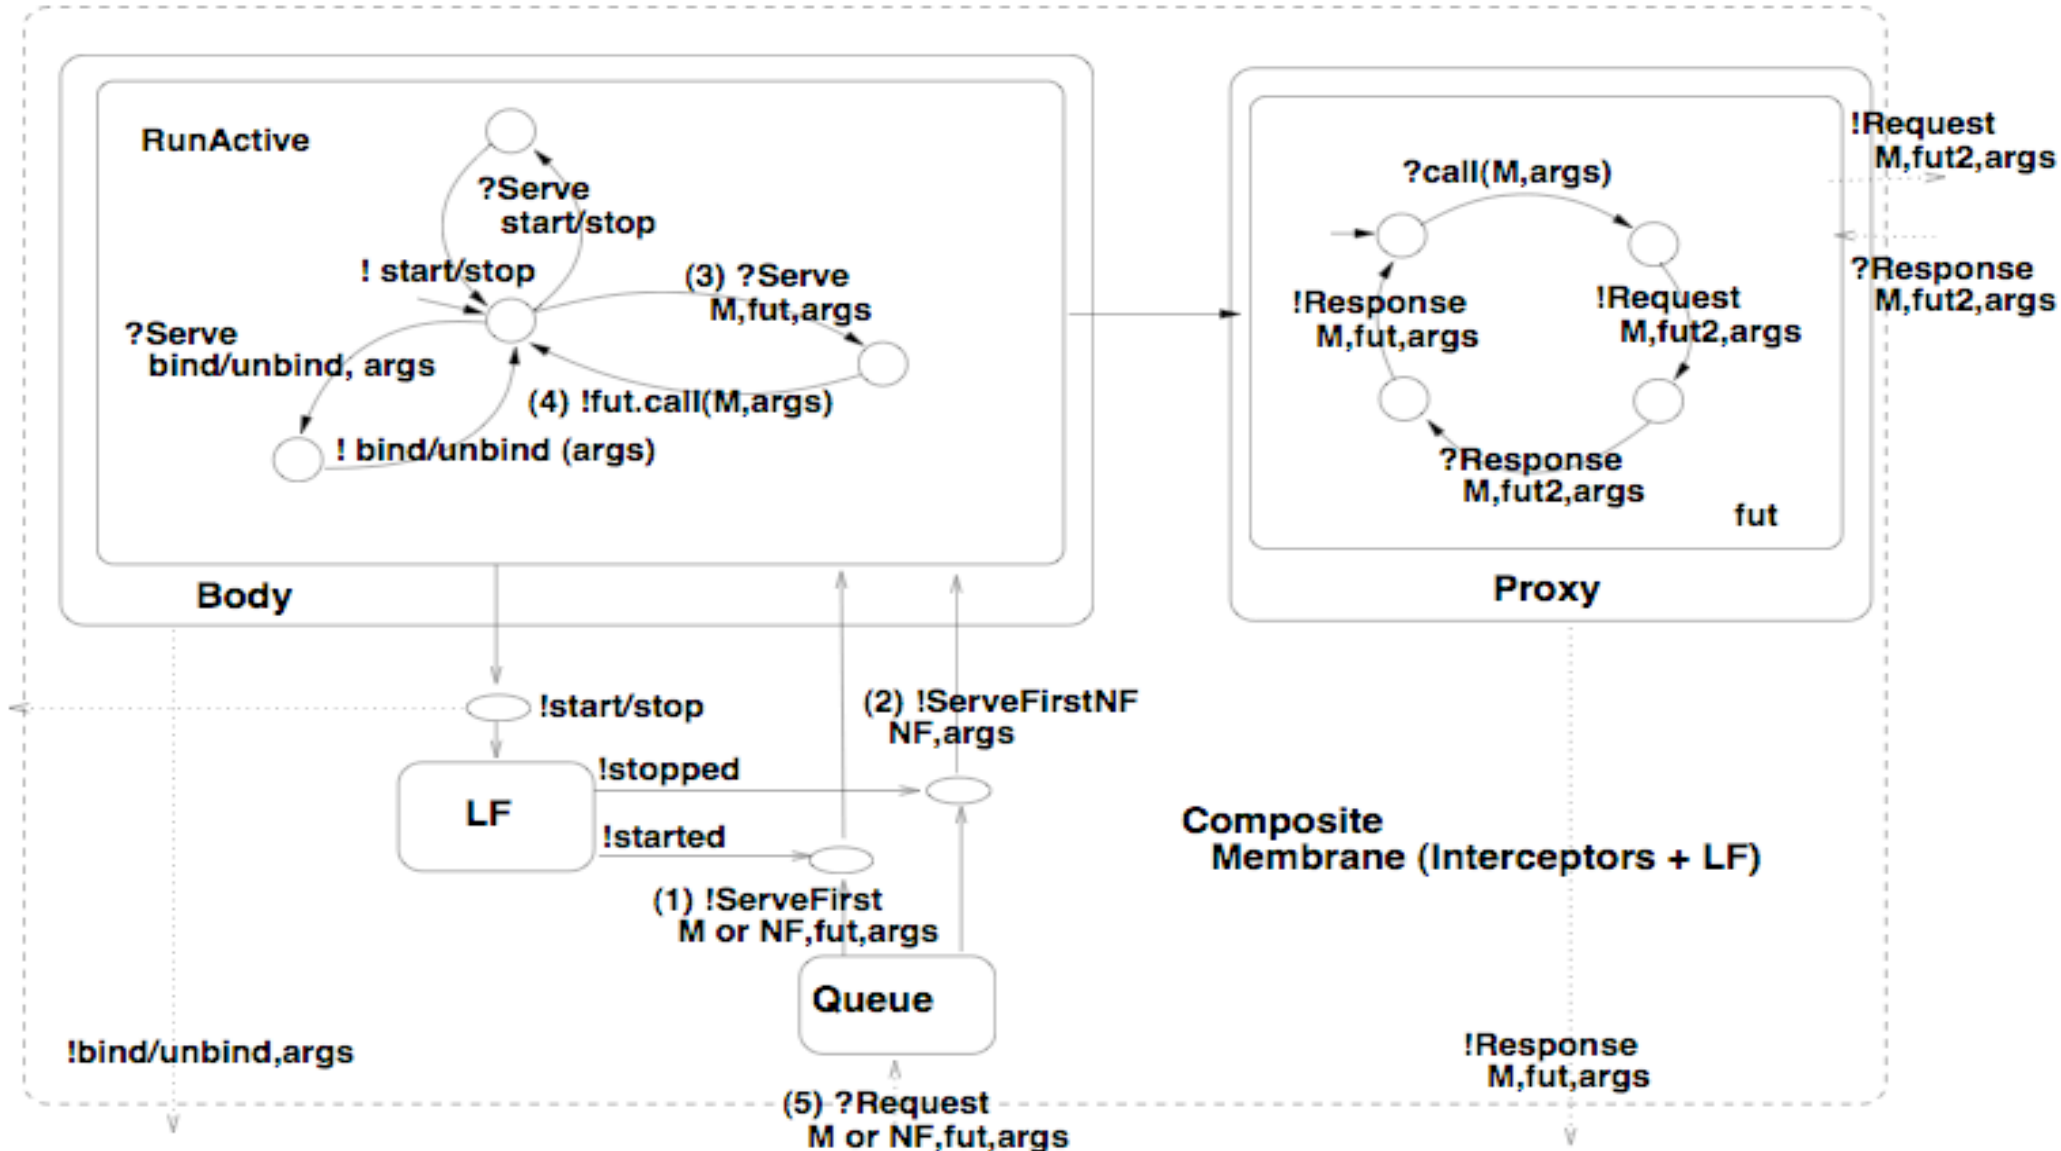 RunActive
?Serve
start/stop
! start/stop
(3) ?Serve
M,fut,args
?Serve
bind/unbind, args
(4) !fut.call(M,args)
! bind/unbind (args)
Body
?call(M,args)
!Response
M,fut,args
!Request
M,fut2,args
?Response
M,fut2,args
fut
Proxy
!Request
M,fut2,args
?Response
M,fut2,args
!start/stop
(2) !ServeFirstNF
NF,args
!stopped
LF
!started
(1) !ServeFirst
M or NF,fut,args
Composite
Membrane (Interceptors + LF)
Queue
!bind/unbind,args
!Response
M,fut,args
(5) ?Request
M or NF,fut,args